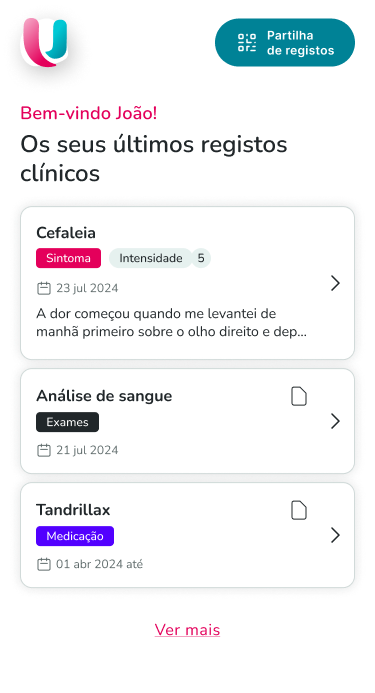 Partilha
de registos
Bem-vindo João!
Os seus últimos registos
clínicos
Cefaleia
Sintoma Intensidade 5
23 jul 2024
A dor começou quando me levantei de
manhã primeiro sobre o olho direito e dep...
Análise de sangue
Exames
21 jul 2024
Tandrillax
Medicação
01 abr 2024 até
Ver mais